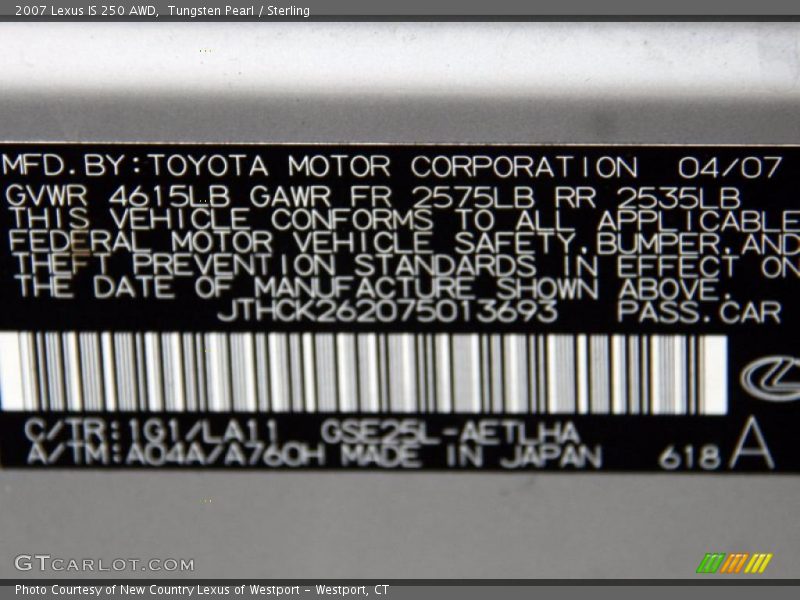 2007 Lexus IS 250 AWD,  Tungsten Pearl / Sterling
MFD.BY:TOYOTA MOTOR CORPORATION 04/07
GVWR 4615LB GAWR FR 2575LB RR 2535LB
THIS VEHICLE CONFORMS TO ALL APPLICABLE
FEDERAL MOTOR VEHICLE SAFETY,BUMPER,AND
THEFT PREVENTION STANDARDS IN EFFECT ON
THE DATE OF MANUFACTURE SHOWN ABOVE.
JTHCK262075013693 PASS.CAR
C/TR:1G1/LA11 GSE25L-AETLHA
A/TM:A04A/A760H MADE IN JAPAN 618 A
GTCARLOT.COM
Photo Courtesy of New Country Lexus of Westport - Westport, CT